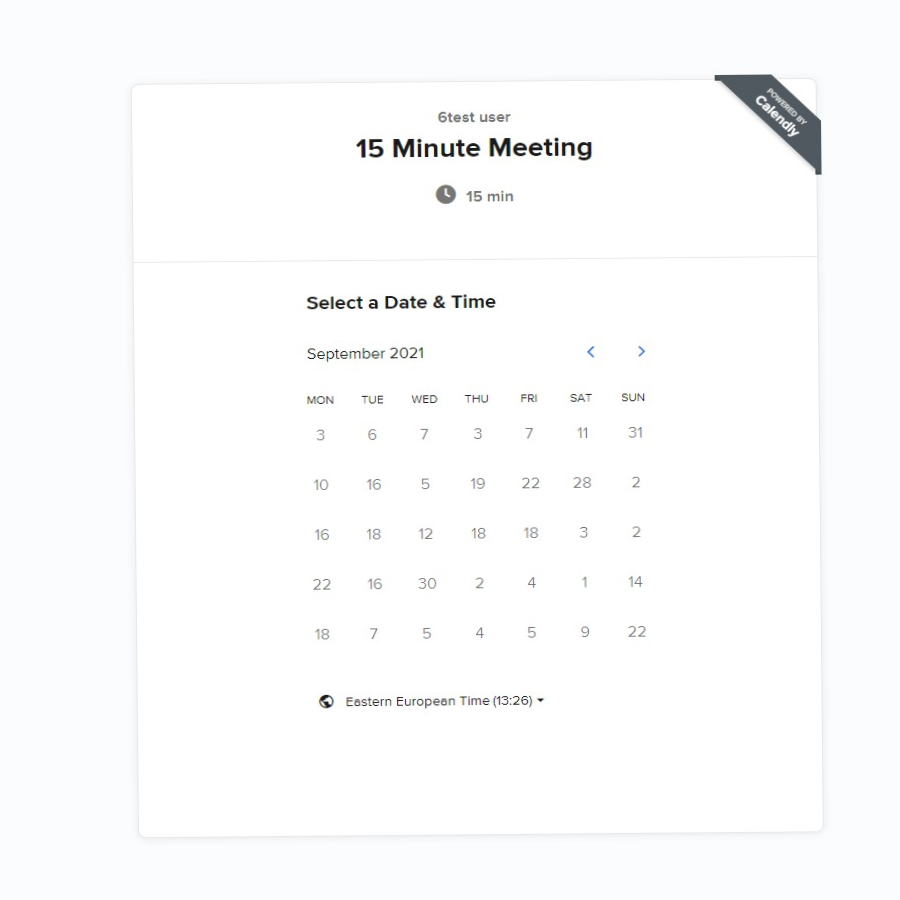 POWERED BY
Calendly
6test user
15 Minute Meeting
15 min
Select a Date & Time
September 2021
MON TUE WED THU FRI SAT SUN
3 6 7 3 7 11 31
10 16 5 19 22 28 2
16 18 12 18 18 3 2
22 16 30 2 4 1 14
18 7 5 4 5 9 22
Eastern European Time (13:26)